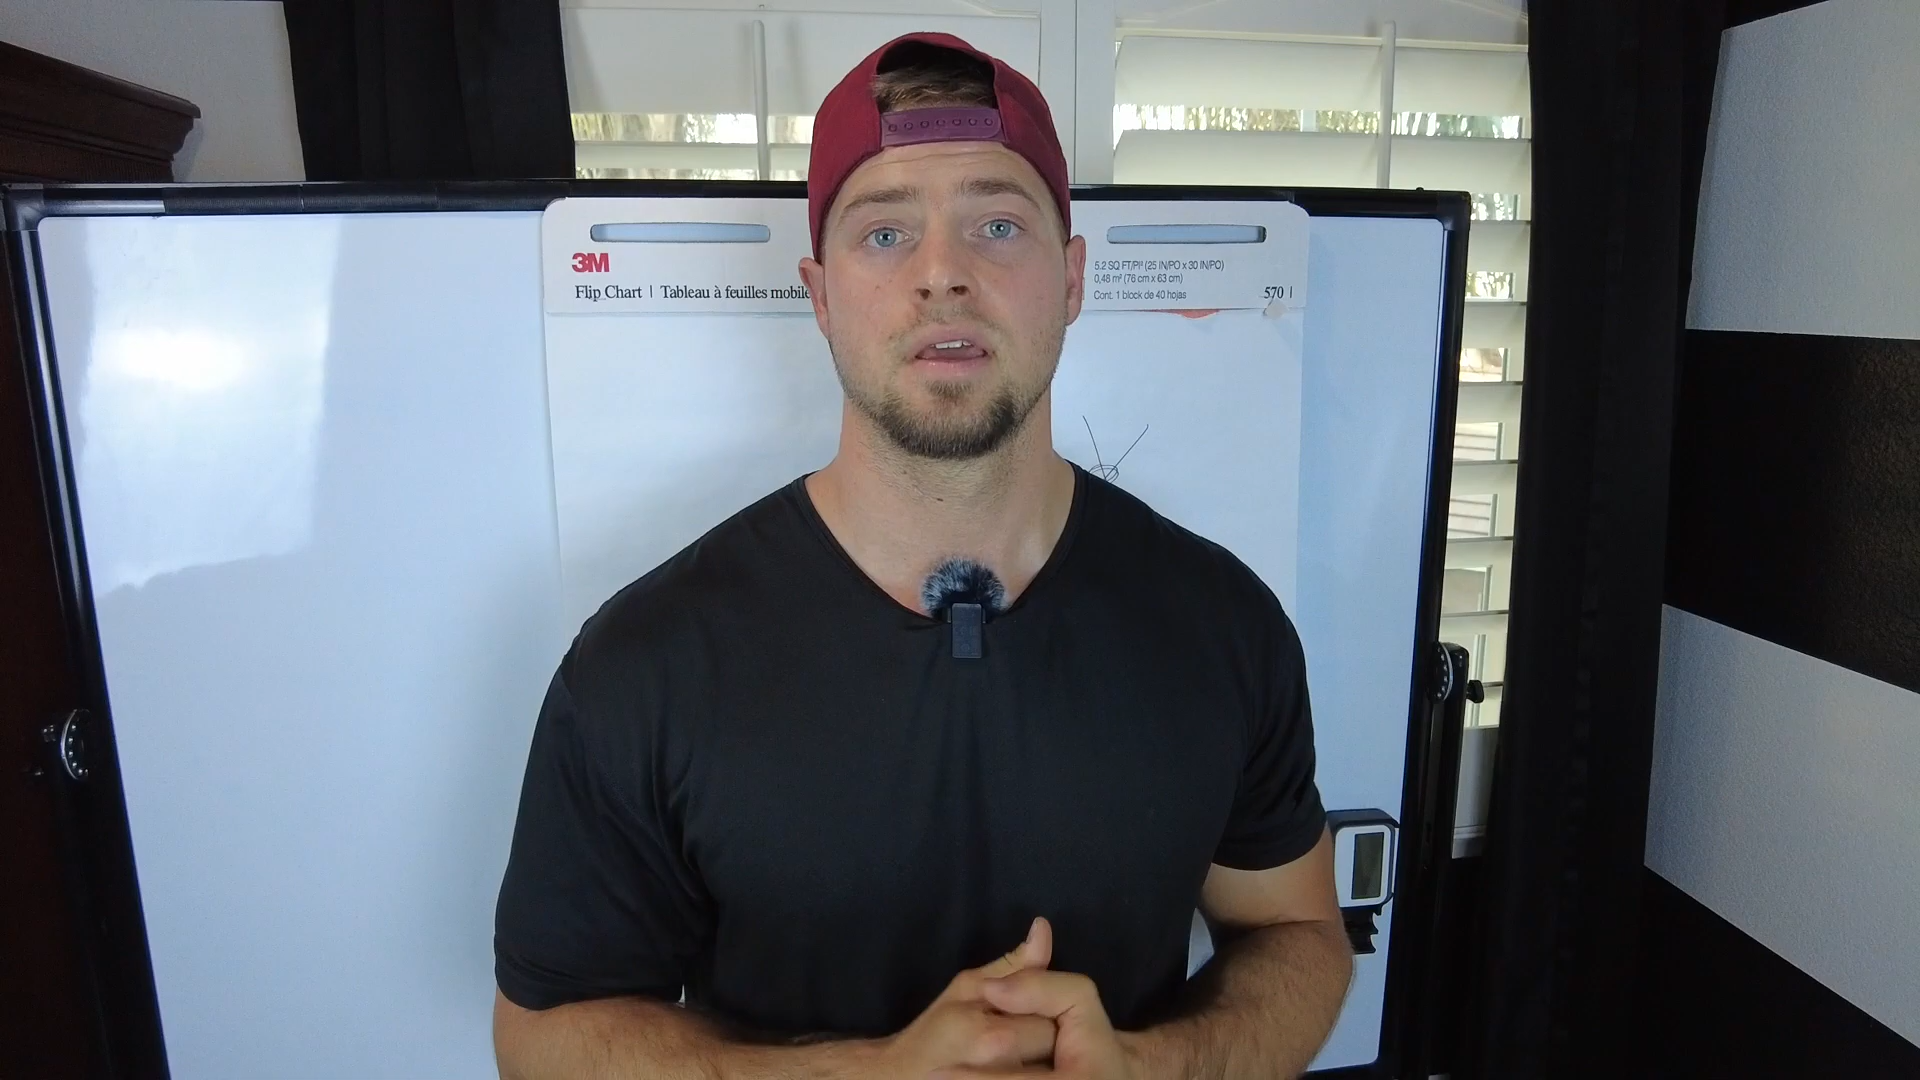 3M
Flip Chart | Tableau à feuilles mobile
5.2 SQ FT/PI² (25 IN/PO x 30 IN/PO)
0,48 m² (76 cm x 63 cm)
Cont. 1 block de 40 hojas
570